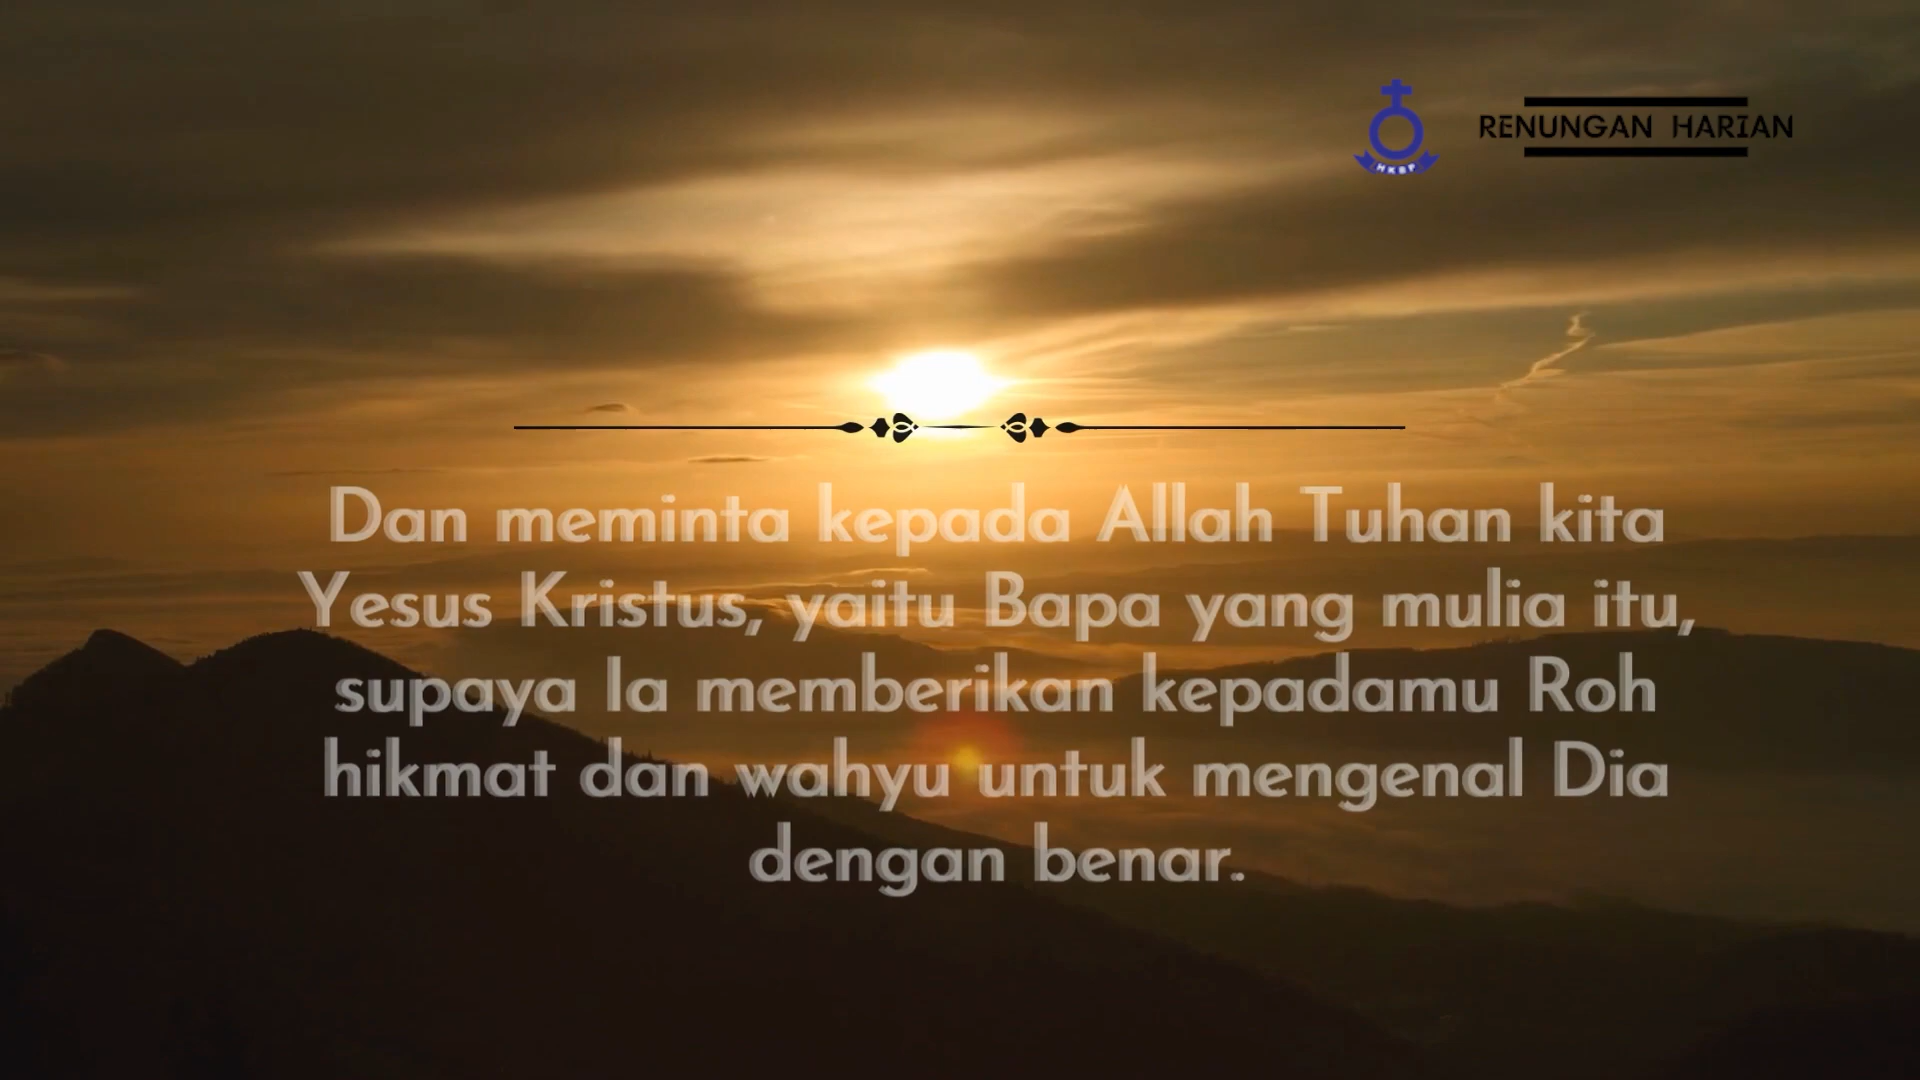 HKBP
RENUNGAN HARIAN
Dan meminta kepada Allah Tuhan kita
Yesus Kristus, yaitu Bapa yang mulia itu,
supaya Ia memberikan kepadamu Roh
hikmat dan wahyu untuk mengenal Dia
dengan benar.